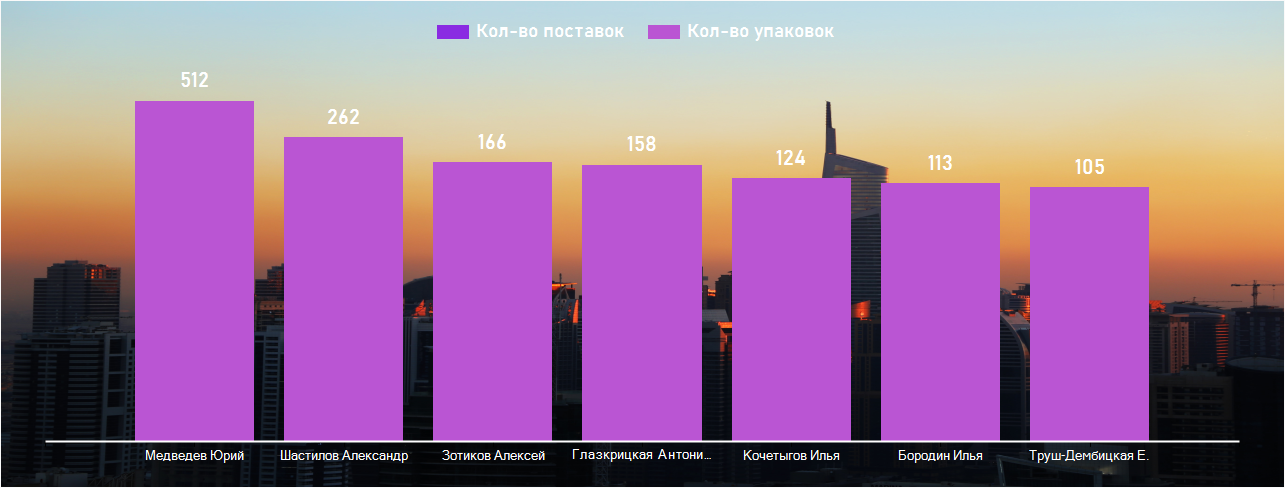 Кол-во поставок Кол-во упаковок
512 262 166 158 124 113 105
Медведев Юрий Шастилов Александр Зотиков Алексей Глазкрицкая Антони... Кочетыгов Илья Бородин Илья Труш-Дембицкая Е.